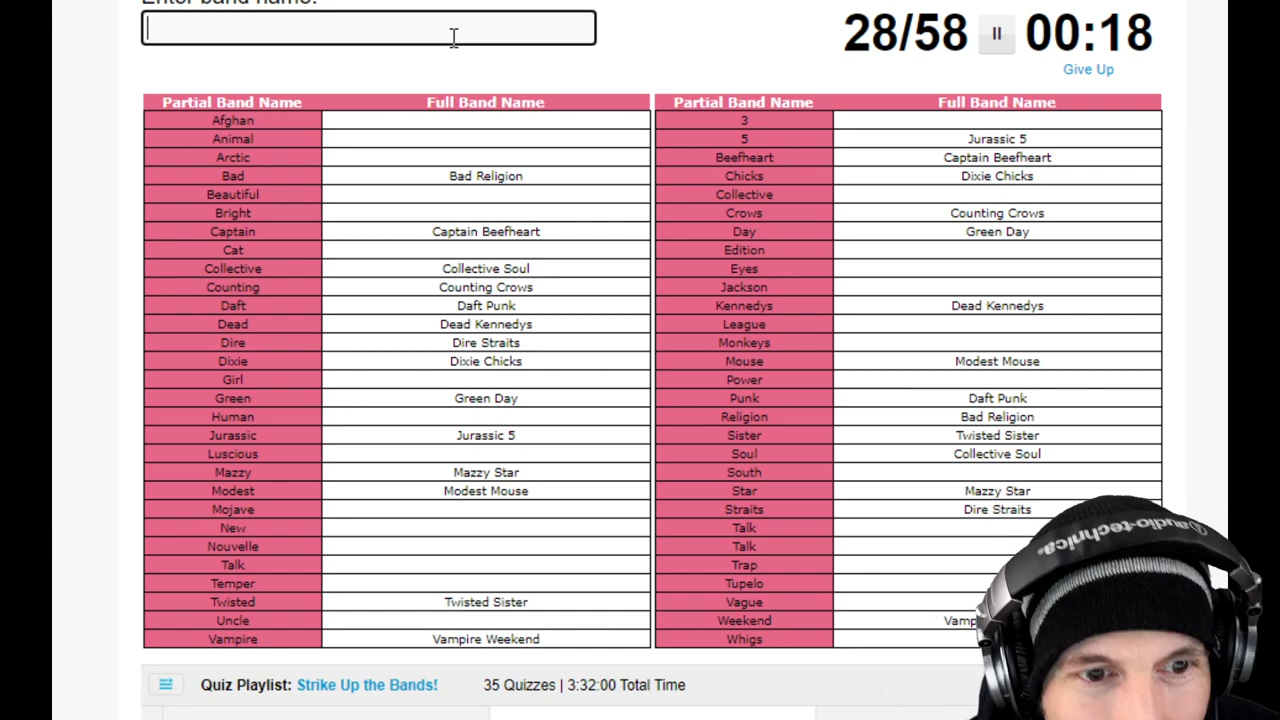 Enter band name:
28/58 00:18
Give Up
Partial Band Name Full Band Name Partial Band Name Full Band Name
Afghan 3
Animal 5 Jurassic 5
Arctic Beefheart Captain Beefheart
Bad Bad Religion Chicks Dixie Chicks
Beautiful Collective
Bright Crows Counting Crows
Captain Captain Beefheart Day Green Day
Cat Edition
Collective Collective Soul Eyes
Counting Counting Crows Jackson
Daft Daft Punk Kennedys Dead Kennedys
Dead Dead Kennedys League
Dire Dire Straits Monkeys
Dixie Dixie Chicks Mouse Modest Mouse
Girl Power
Green Green Day Punk Daft Punk
Human Religion Bad Religion
Jurassic Jurassic 5 Sister Twisted Sister
Luscious Soul Collective Soul
Mazzy Mazzy Star South
Modest Modest Mouse Star Mazzy Star
Mojave Straits Dire Straits
New Talk
Nouvelle Talk
Talk Trap
Temper Tupelo
Twisted Twisted Sister Vague
Uncle Weekend Vamp
Vampire Vampire Weekend Whigs
audio-technica
Quiz Playlist: Strike Up the Bands! 35 Quizzes | 3:32:00 Total Time